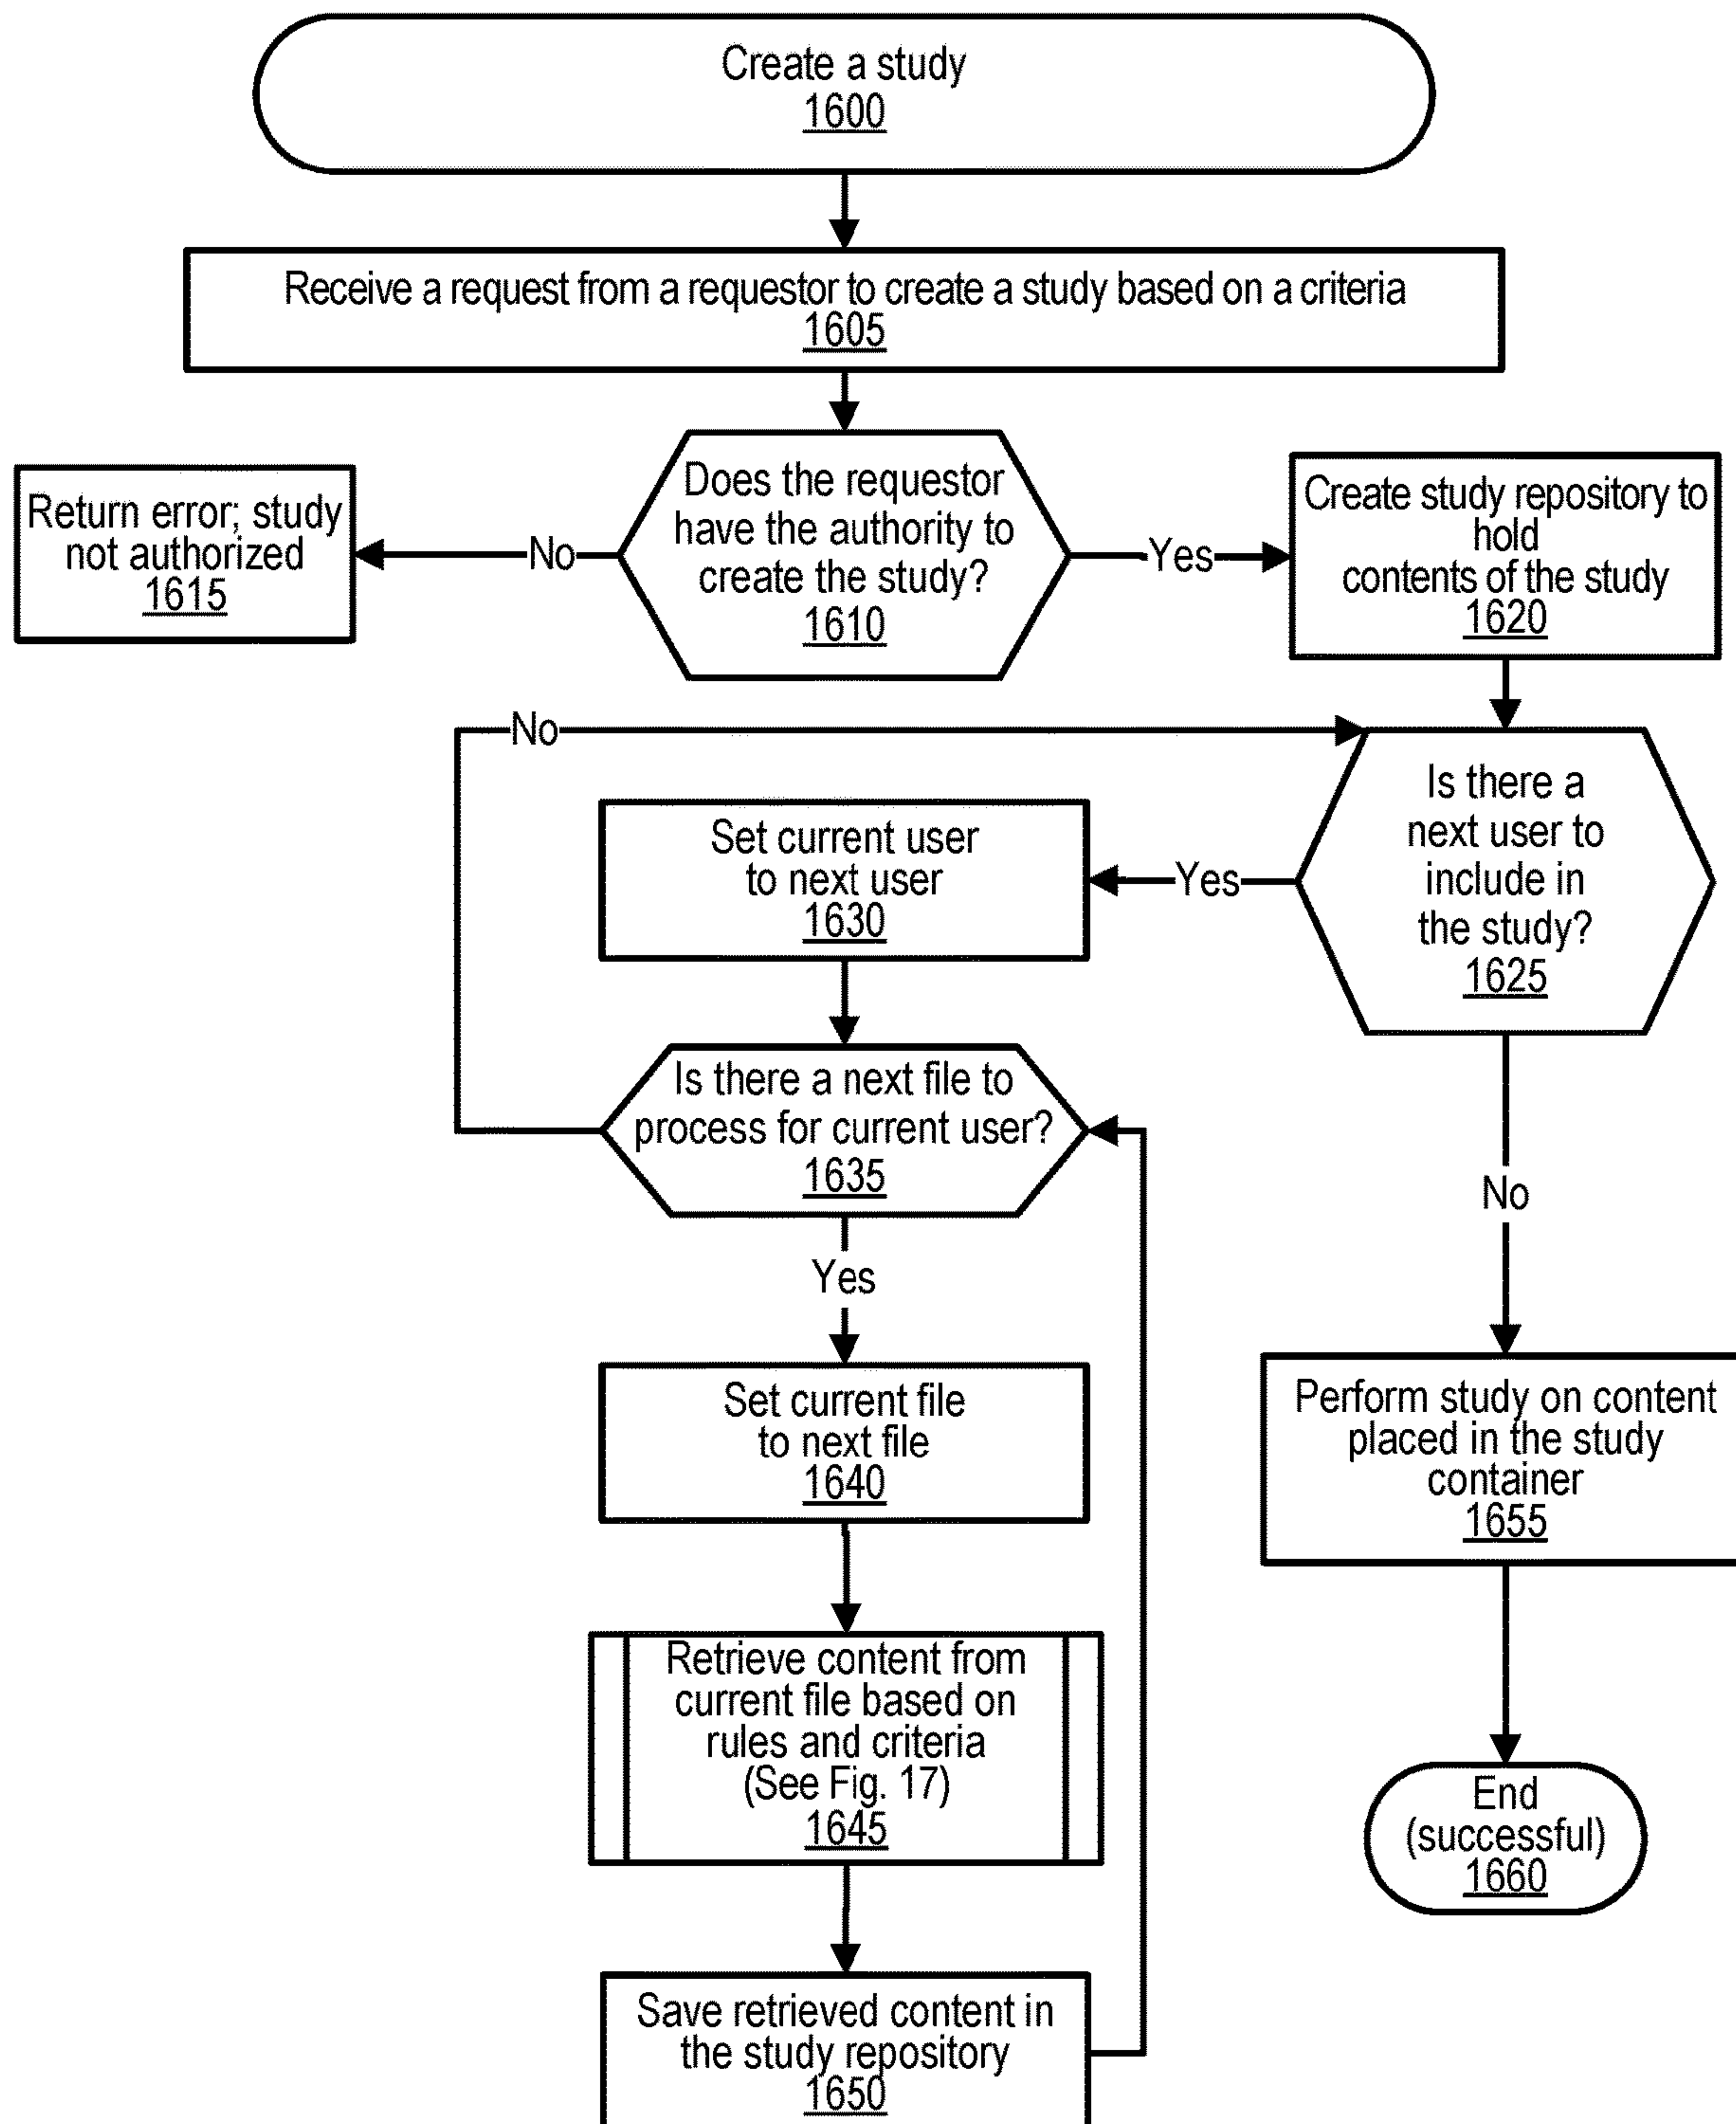 Create a study
1600
Receive a request from a requestor to create a study based on a criteria
1605
Does the requestor
have the authority to
create the study?
1610
No
Return error; study
not authorized
1615
Yes
Create study repository to
hold
contents of the study
1620
No
Is there a
next user to
include in
the study?
1625
Yes
Set current user
to next user
1630
Is there a next file to
process for current user?
1635
Yes
No
Set current file
to next file
1640
Perform study on content
placed in the study
container
1655
Retrieve content from
current file based on
rules and criteria
(See Fig. 17)
1645
End
(successful)
1660
Save retrieved content in
the study repository
1650